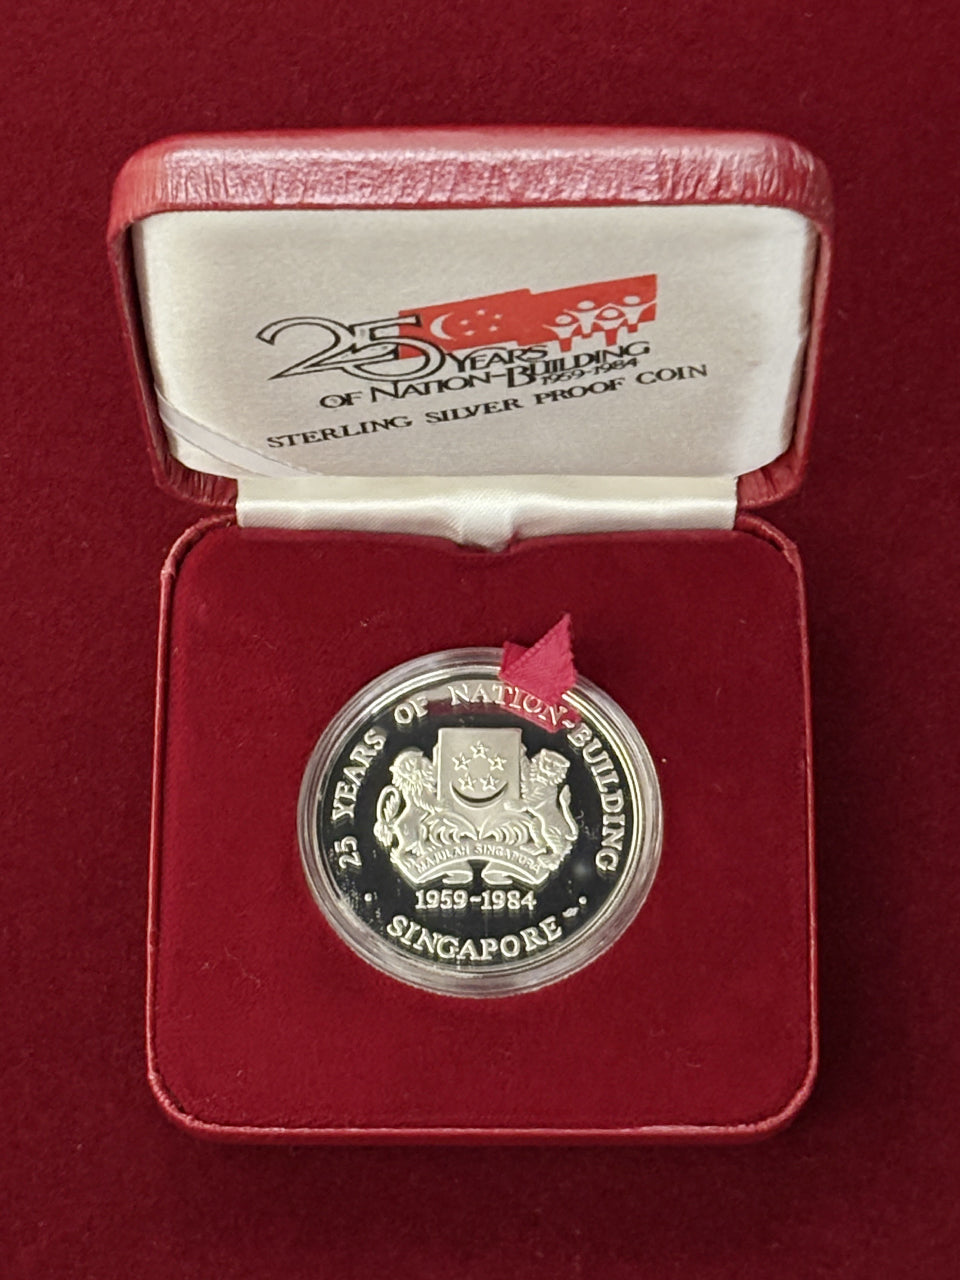 25 YEARS
OF NATION-BUILDING
1959-1984
STERLING SILVER PROOF COIN
25 YEARS OF NATION-BUILDING
MAJULAH SINGAPURA
1959-1984
SINGAPORE